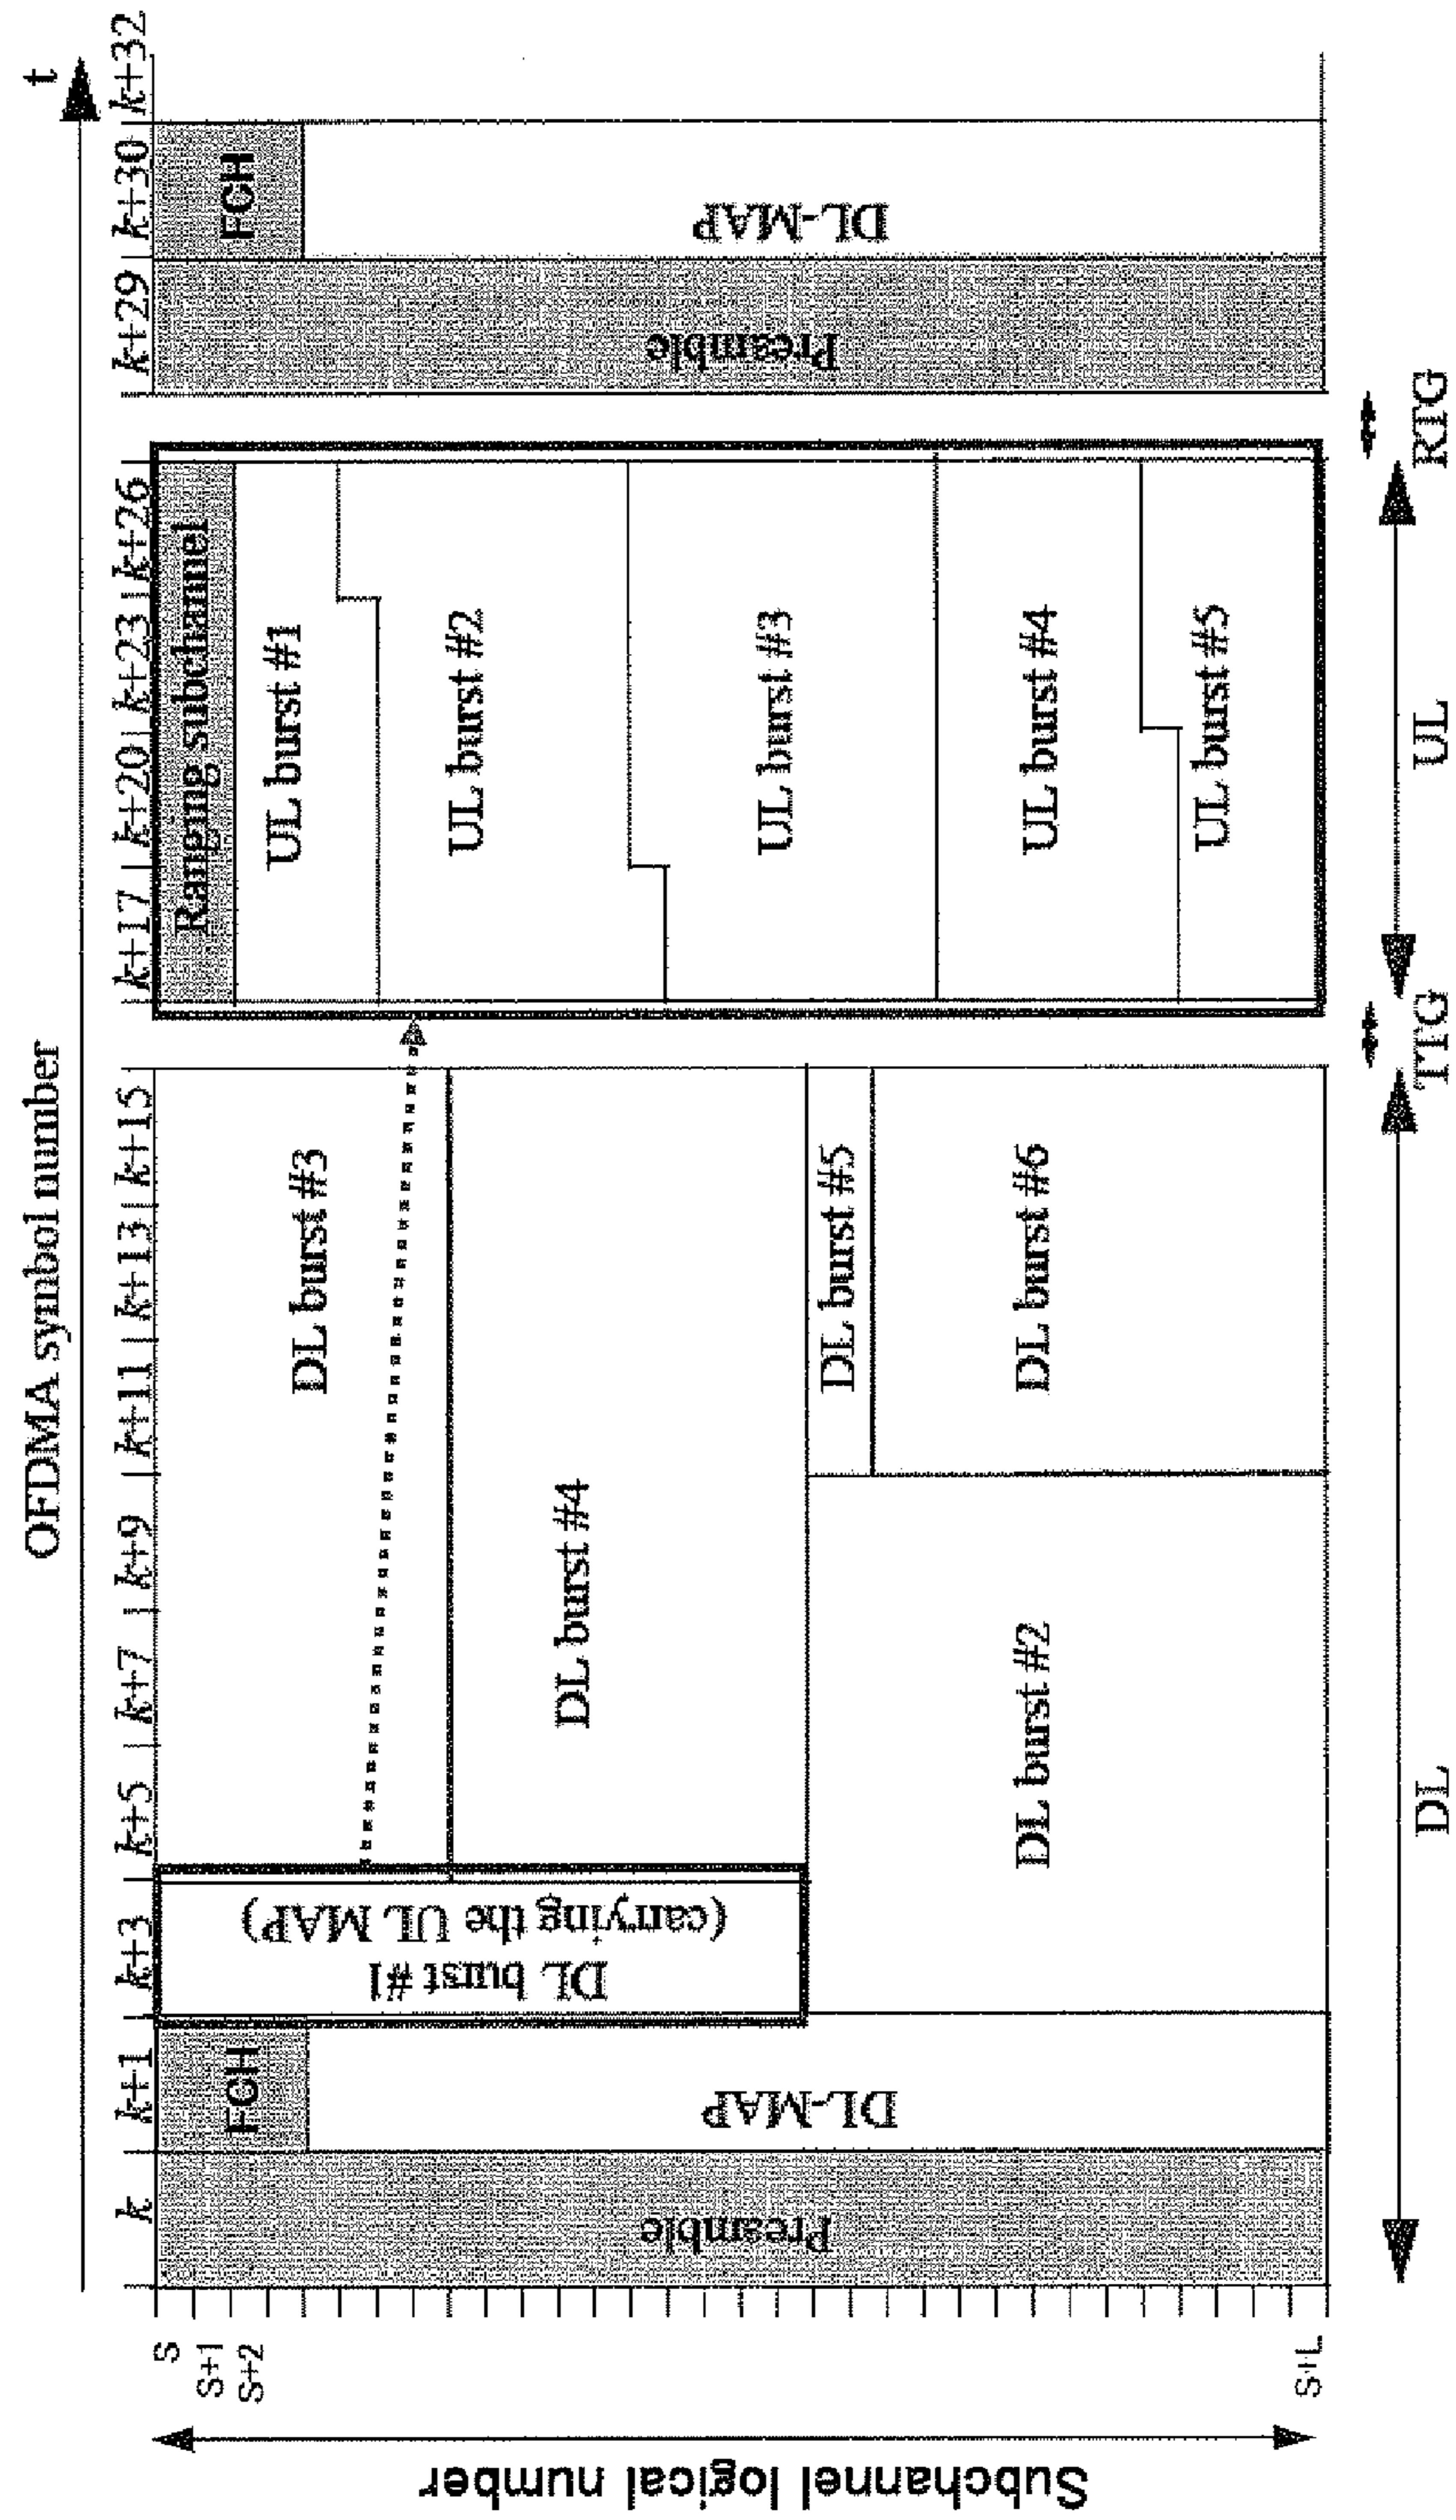 OFDMA symbol number
t
k
k+1
k+3
k+5
k+7
k+9
k+11
k+13
k+15
k+17
k+20
k+23
k+26
k+29
k+30
k+32
Subchannel logical number
S
S+1
S+2
S+L
Preamble
FCH
DL-MAP
DL burst #1
(carrying the UL MAP)
DL burst #3
DL burst #4
DL burst #2
DL burst #5
DL burst #6
Ranging subchannel
UL burst #1
UL burst #2
UL burst #3
UL burst #4
UL burst #5
Preamble
FCH
DL-MAP
DL
TTG
UL
RTG